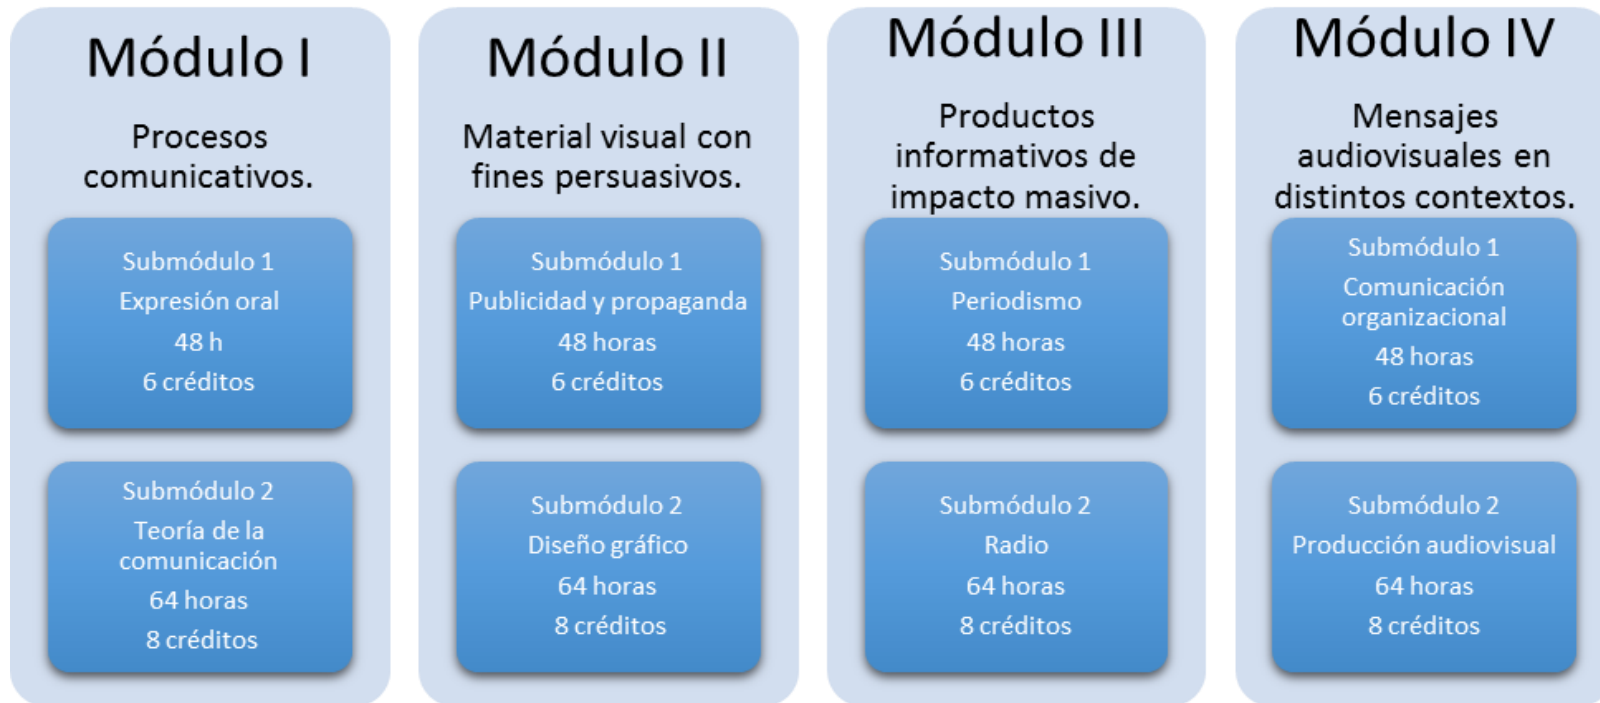 Módulo I
Procesos
comunicativos.
Submódulo 1
Expresión oral
48 h
6 créditos
Submódulo 2
Teoría de la
comunicación
64 horas
8 créditos
Módulo II
Material visual con
fines persuasivos.
Submódulo 1
Publicidad y propaganda
48 horas
6 créditos
Submódulo 2
Diseño gráfico
64 horas
8 créditos
Módulo III
Productos
informativos de
impacto masivo.
Submódulo 1
Periodismo
48 horas
6 créditos
Submódulo 2
Radio
64 horas
8 créditos
Módulo IV
Mensajes
audiovisuales en
distintos contextos.
Submódulo 1
Comunicación
organizacional
48 horas
6 créditos
Submódulo 2
Producción audiovisual
64 horas
8 créditos